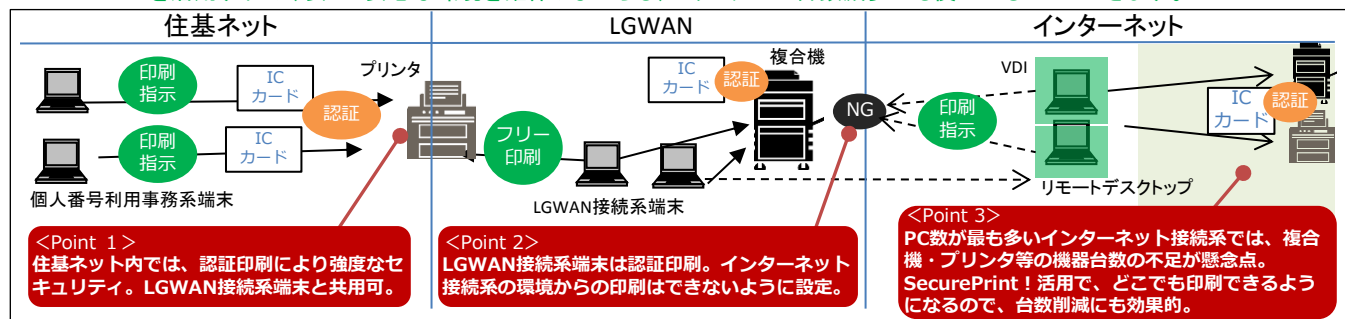 住基ネット
LGWAN
インターネット
印刷
指示
IC
カード
認証
プリンタ
印刷
指示
IC
カード
個人番号利用事務系端末
フリー
印刷
IC
カード
認証
複合機
NG
LGWAN接続系端末
印刷
指示
VDI
リモートデスクトップ
IC
カード
認証
<Point 1>
住基ネット内では、認証印刷により強度なセ
キュリティ。LGWAN接続系端末と共用可。
<Point 2>
LGWAN接続系端末は認証印刷。インターネット
接続系の環境からの印刷はできないように設定。
<Point 3>
PC数が最も多いインターネット接続系では、複合
機・プリンタ等の機器台数の不足が懸念点。
SecurePrint！活用で、どこでも印刷できるよう
になるので、台数削減にも効果的。